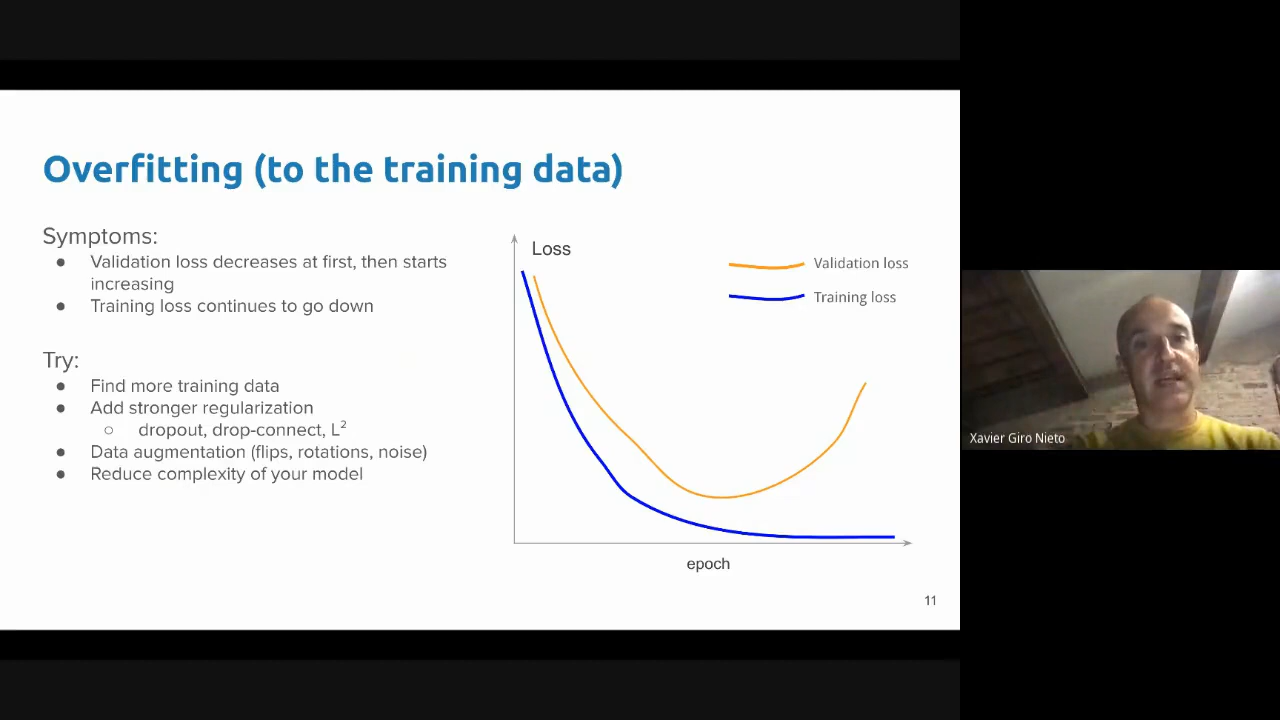 Overfitting (to the training data)
Symptoms:
● Validation loss decreases at first, then starts
increasing
● Training loss continues to go down
Try:
● Find more training data
● Add stronger regularization
○ dropout, drop-connect, L²
● Data augmentation (flips, rotations, noise)
● Reduce complexity of your model
Loss
Validation loss
Training loss
epoch
11
Xavier Giro Nieto